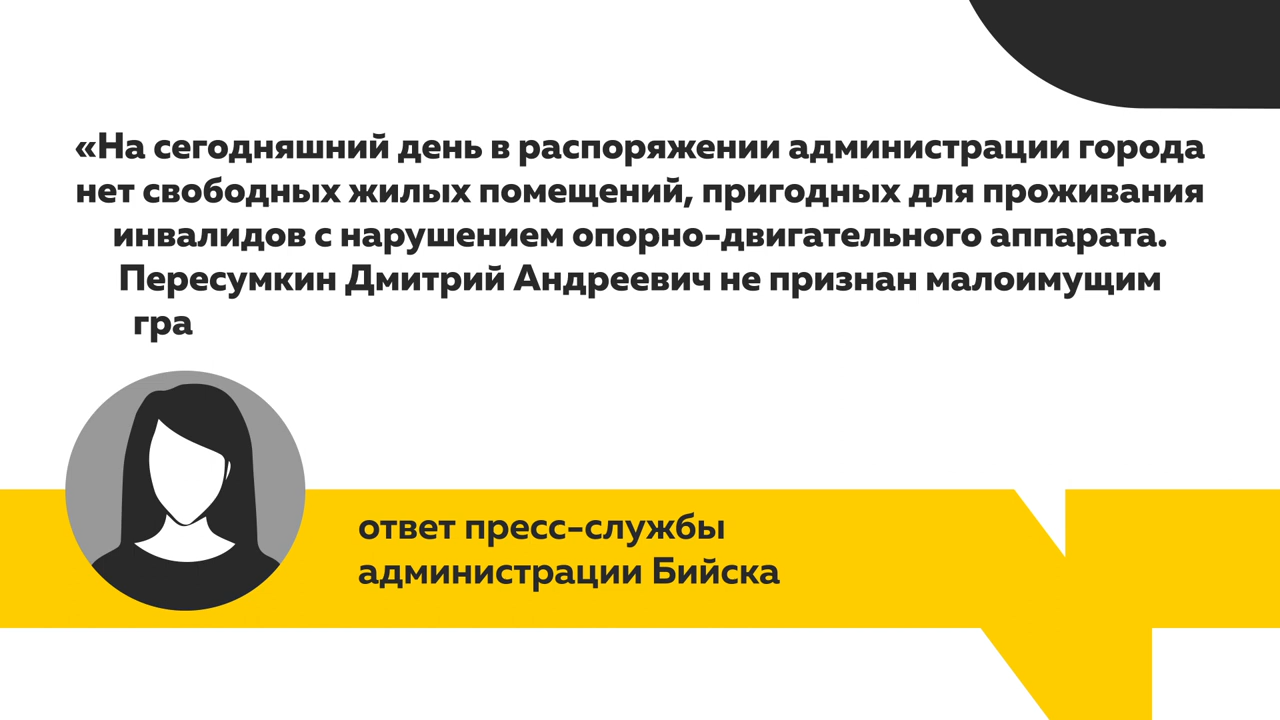 «На сегодняшний день в распоряжении администрации города
нет свободных жилых помещений, пригодных для проживания
инвалидов с нарушением опорно-двигательного аппарата.
Пересумкин Дмитрий Андреевич не признан малоимущим
гра
ответ пресс-службы
администрации Бийска